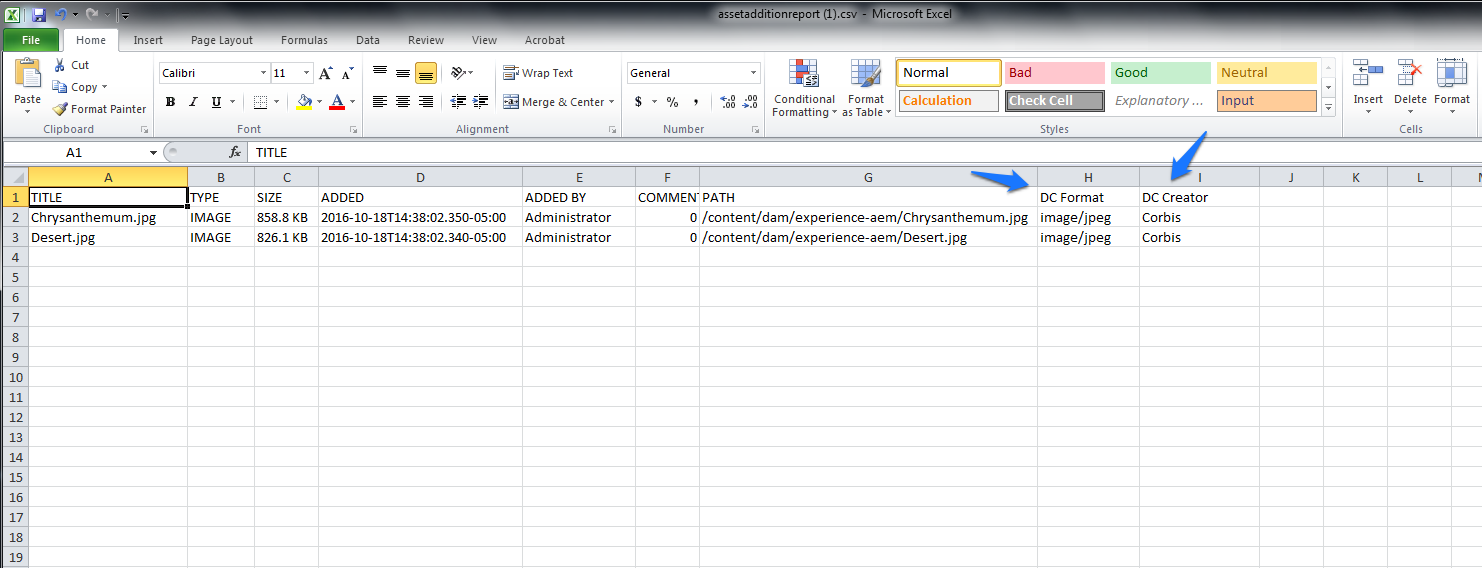 assetadditionreport (1).csv - Microsoft Excel
File Home Insert Page Layout Formulas Data Review View Acrobat
Paste
Cut
Copy
Format Painter
Clipboard
Calibri 11
B I U
Font
Wrap Text
Merge & Center
Alignment
General
$ % ,
Number
Conditional Formatting
Format as Table
Normal Bad Good Neutral
Calculation Check Cell Explanatory ... Input
Styles
Insert Delete Format
Cells
A1 fx TITLE
A B C D E F G H I J K L
1 TITLE TYPE SIZE ADDED ADDED BY COMMENT PATH DC Format DC Creator
2 Chrysanthemum.jpg IMAGE 858.8 KB 2016-10-18T14:38:02.350-05:00 Administrator 0 /content/dam/experience-aem/Chrysanthemum.jpg image/jpeg Corbis
3 Desert.jpg IMAGE 826.1 KB 2016-10-18T14:38:02.340-05:00 Administrator 0 /content/dam/experience-aem/Desert.jpg image/jpeg Corbis
4
5
6
7
8
9
10
11
12
13
14
15
16
17
18
19